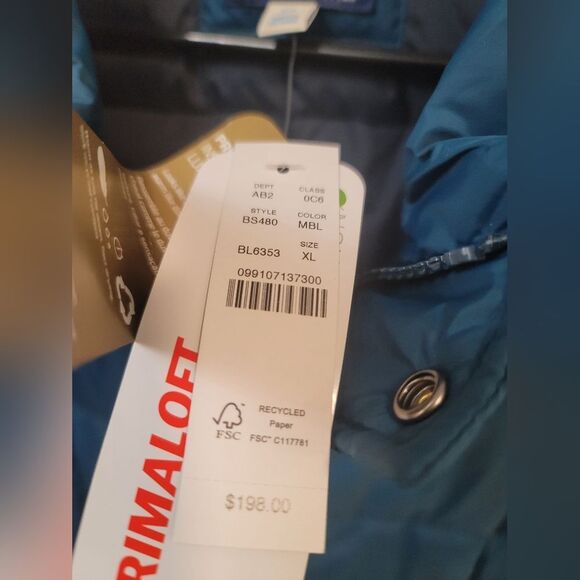 DEPT CLASS
AB2 0C6
STYLE COLOR
BS480 MBL
SIZE
BL6353 XL
099107137300
FSC
RECYCLED
Paper
FSC™ C117781
$198.00
RIMALOFT